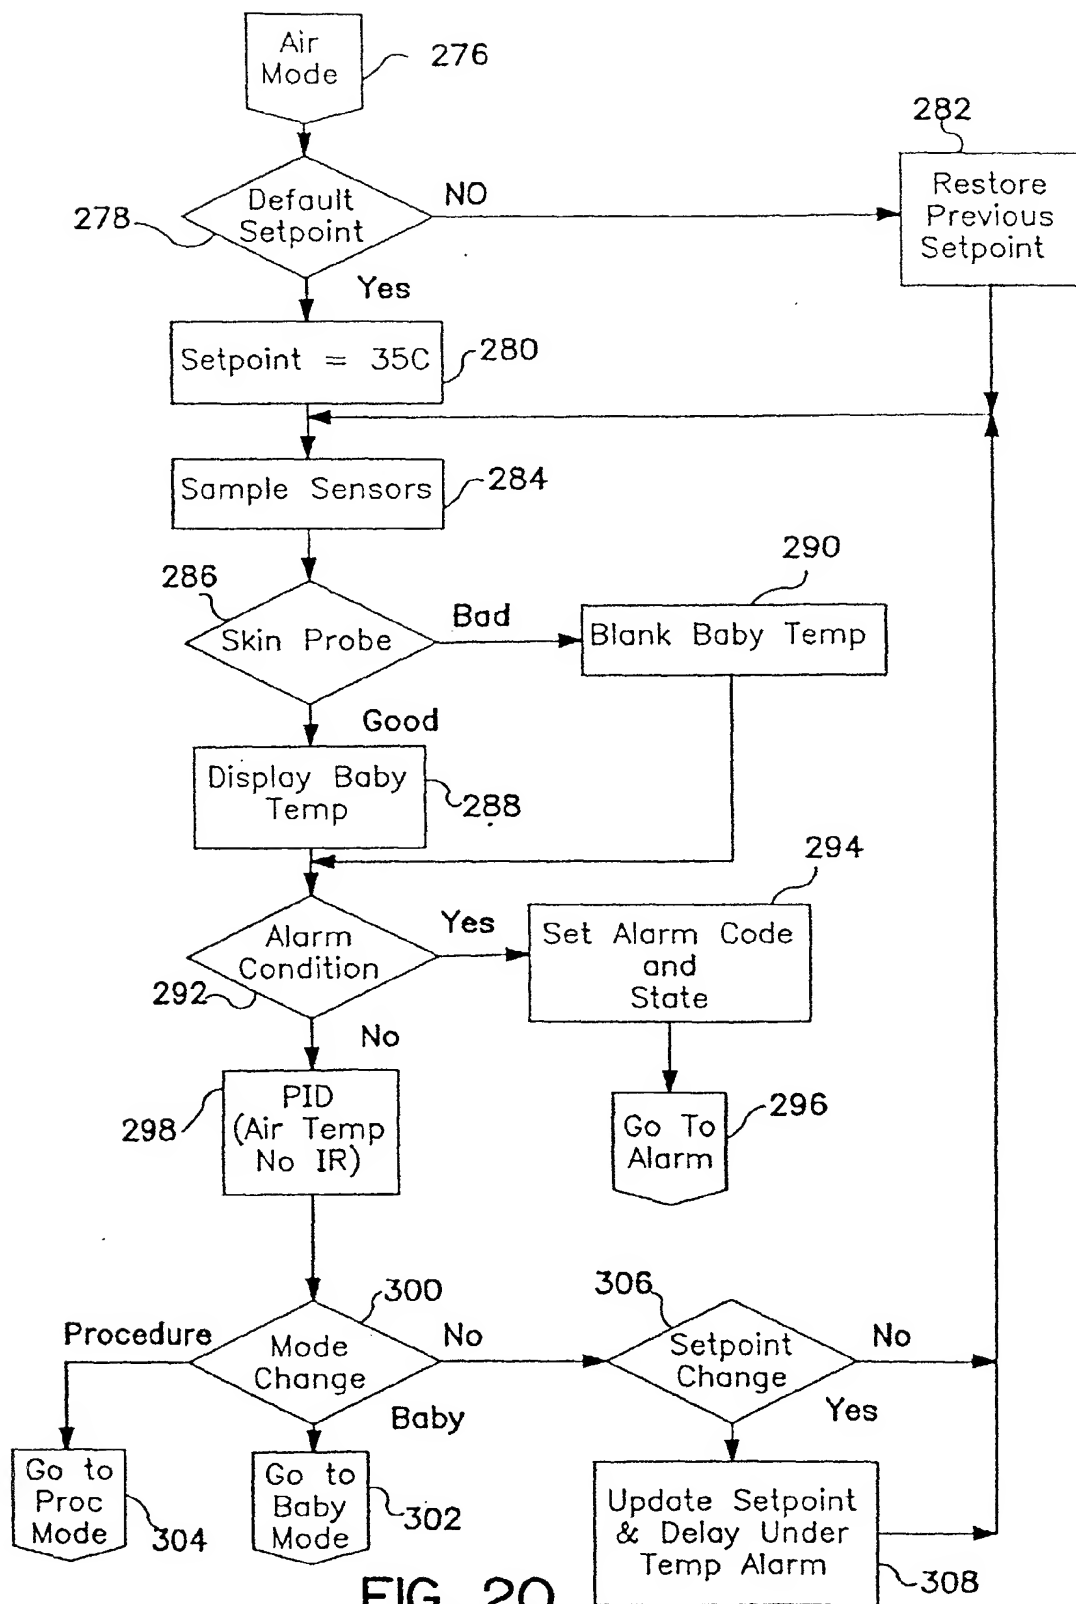 Air
Mode
276
282
Default
Setpoint
NO
278
Restore
Previous
Setpoint
Yes
Setpoint = 35C
280
Sample Sensors
284
286
290
Skin Probe
Bad
Blank Baby Temp
Good
Display Baby
Temp
288
294
Alarm
Condition
Yes
292
Set Alarm Code
and
State
No
PID
(Air Temp
No IR)
298
296
Go To
Alarm
300
306
Procedure
Mode
Change
No
Setpoint
Change
No
Baby
Yes
Go to
Proc
Mode
304
Go to
Baby
Mode
302
Update Setpoint
& Delay Under
Temp Alarm
308
FIG. 20